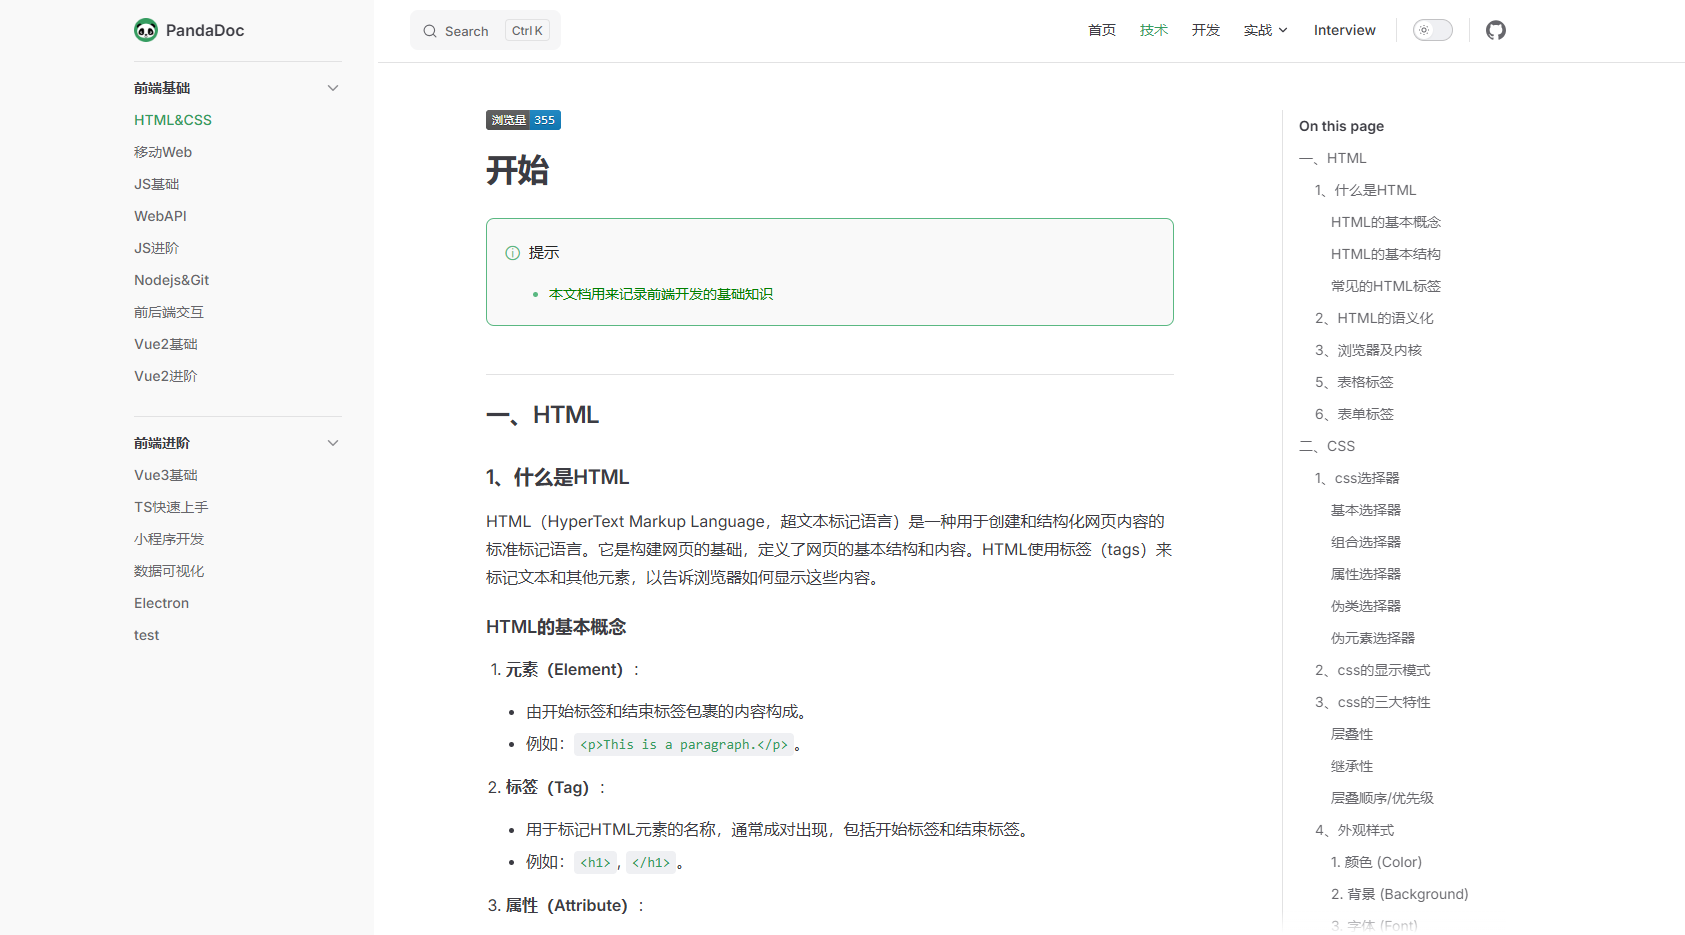 PandaDoc
Search Ctrl K
首页 技术 开发 实战 Interview
前端基础
HTML&CSS
移动Web
JS基础
WebAPI
JS进阶
Nodejs&Git
前后端交互
Vue2基础
Vue2进阶
前端进阶
Vue3基础
TS快速上手
小程序开发
数据可视化
Electron
test
浏览量 355
开始
提示
本文档用来记录前端开发的基础知识
一、HTML
1、什么是HTML
HTML（HyperText Markup Language，超文本标记语言）是一种用于创建和结构化网页内容的
标准标记语言。它是构建网页的基础，定义了网页的基本结构和内容。HTML使用标签（tags）来
标记文本和其他元素，以告诉浏览器如何显示这些内容。
HTML的基本概念
1. 元素（Element）：
• 由开始标签和结束标签包裹的内容构成。
• 例如：<p>This is a paragraph.</p>。
2. 标签（Tag）：
• 用于标记HTML元素的名称，通常成对出现，包括开始标签和结束标签。
• 例如：<h1>, </h1>。
3. 属性（Attribute）：
On this page
一、HTML
1、什么是HTML
HTML的基本概念
HTML的基本结构
常见的HTML标签
2、HTML的语义化
3、浏览器及内核
5、表格标签
6、表单标签
二、CSS
1、css选择器
基本选择器
组合选择器
属性选择器
伪类选择器
伪元素选择器
2、css的显示模式
3、css的三大特性
层叠性
继承性
层叠顺序/优先级
4、外观样式
1. 颜色 (Color)
2. 背景 (Background)
3. 字体 (Font)